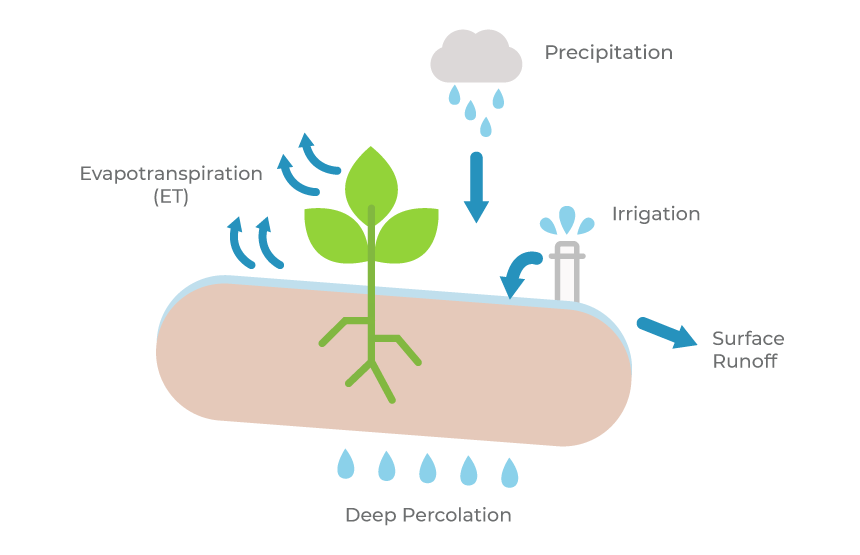 Precipitation
Evapotranspiration
(ET)
Irrigation
Surface
Runoff
Deep Percolation